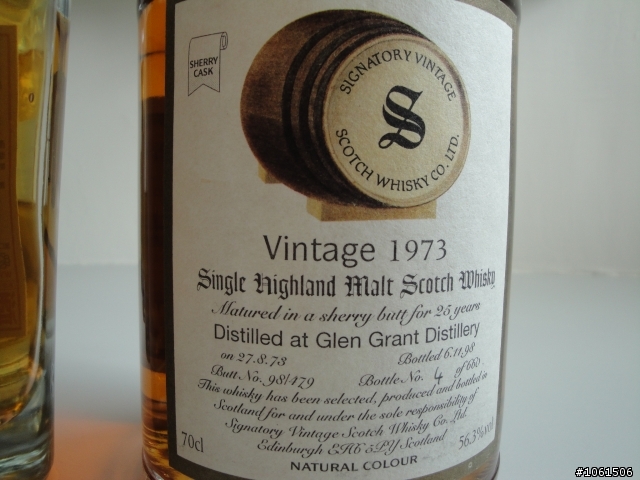 SHERRY
CASK
SIGNATORY VINTAGE
S
SCOTCH WHISKY CO. LTD.
Vintage 1973
Single Highland Malt Scotch Whisky
Matured in a sherry butt for 25 years
Distilled at Glen Grant Distillery
on 27.8.73 Bottled 6.11.98
Butt No. 98/479 Bottle No. 4 of 660
This whisky has been selected, produced and bottled in
Scotland for and under the sole responsibility of
Signatory Vintage Scotch Whisky Co. Ltd.
Edinburgh EH6 5PY Scotland
70cl 56.3%vol
NATURAL COLOUR
#1061506